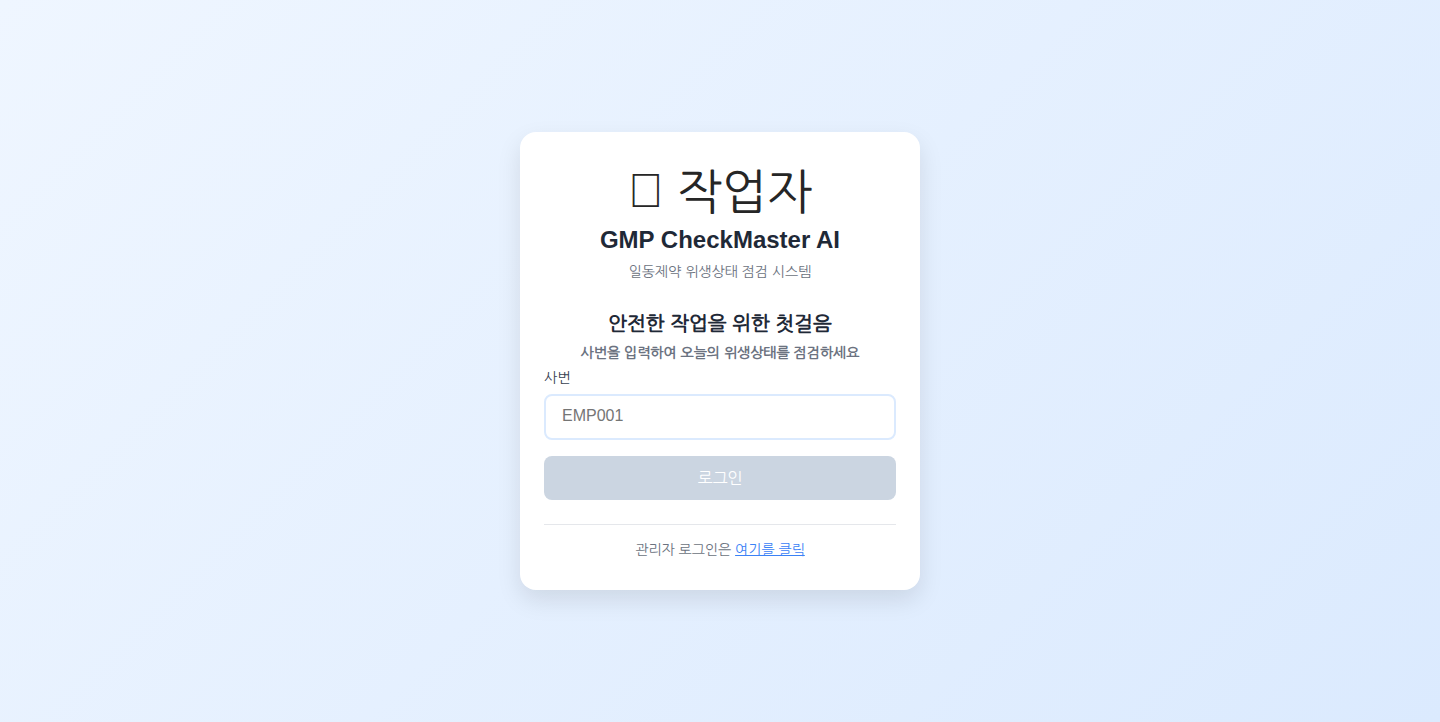 작업자
GMP CheckMaster AI
일동제약 위생상태 점검 시스템
안전한 작업을 위한 첫걸음
사번을 입력하여 오늘의 위생상태를 점검하세요
사번
EMP001
로그인
관리자 로그인은 여기를 클릭